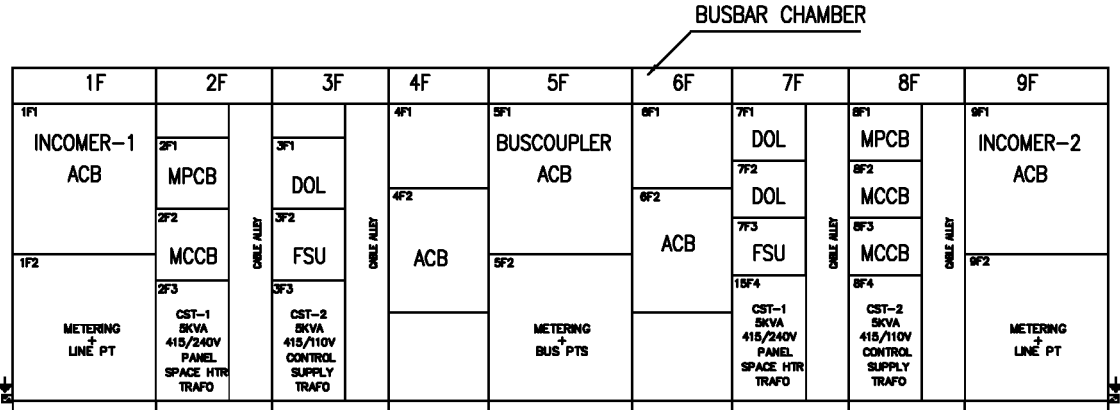 BUSBAR CHAMBER
1F 2F 3F 4F 5F 6F 7F 8F 9F
1F1
INCOMER-1
ACB
1F2
METERING
+
LINE PT
2F1
MPCB
2F2
MCCB
2F3
CST-1
5KVA
415/240V
PANEL
SPACE HTR
TRAFO
CABLE ALLEY
3F1
DOL
3F2
FSU
3F3
CST-2
5KVA
415/110V
CONTROL
SUPPLY
TRAFO
CABLE ALLEY
4F1
4F2
ACB
5F1
BUSCOUPLER
ACB
5F2
METERING
+
BUS PTS
6F1
6F2
ACB
7F1
DOL
7F2
DOL
7F3
FSU
15F4
CST-1
5KVA
415/240V
PANEL
SPACE HTR
TRAFO
CABLE ALLEY
8F1
MPCB
8F2
MCCB
8F3
MCCB
8F4
CST-2
5KVA
415/110V
CONTROL
SUPPLY
TRAFO
CABLE ALLEY
9F1
INCOMER-2
ACB
9F2
METERING
+
LINE PT